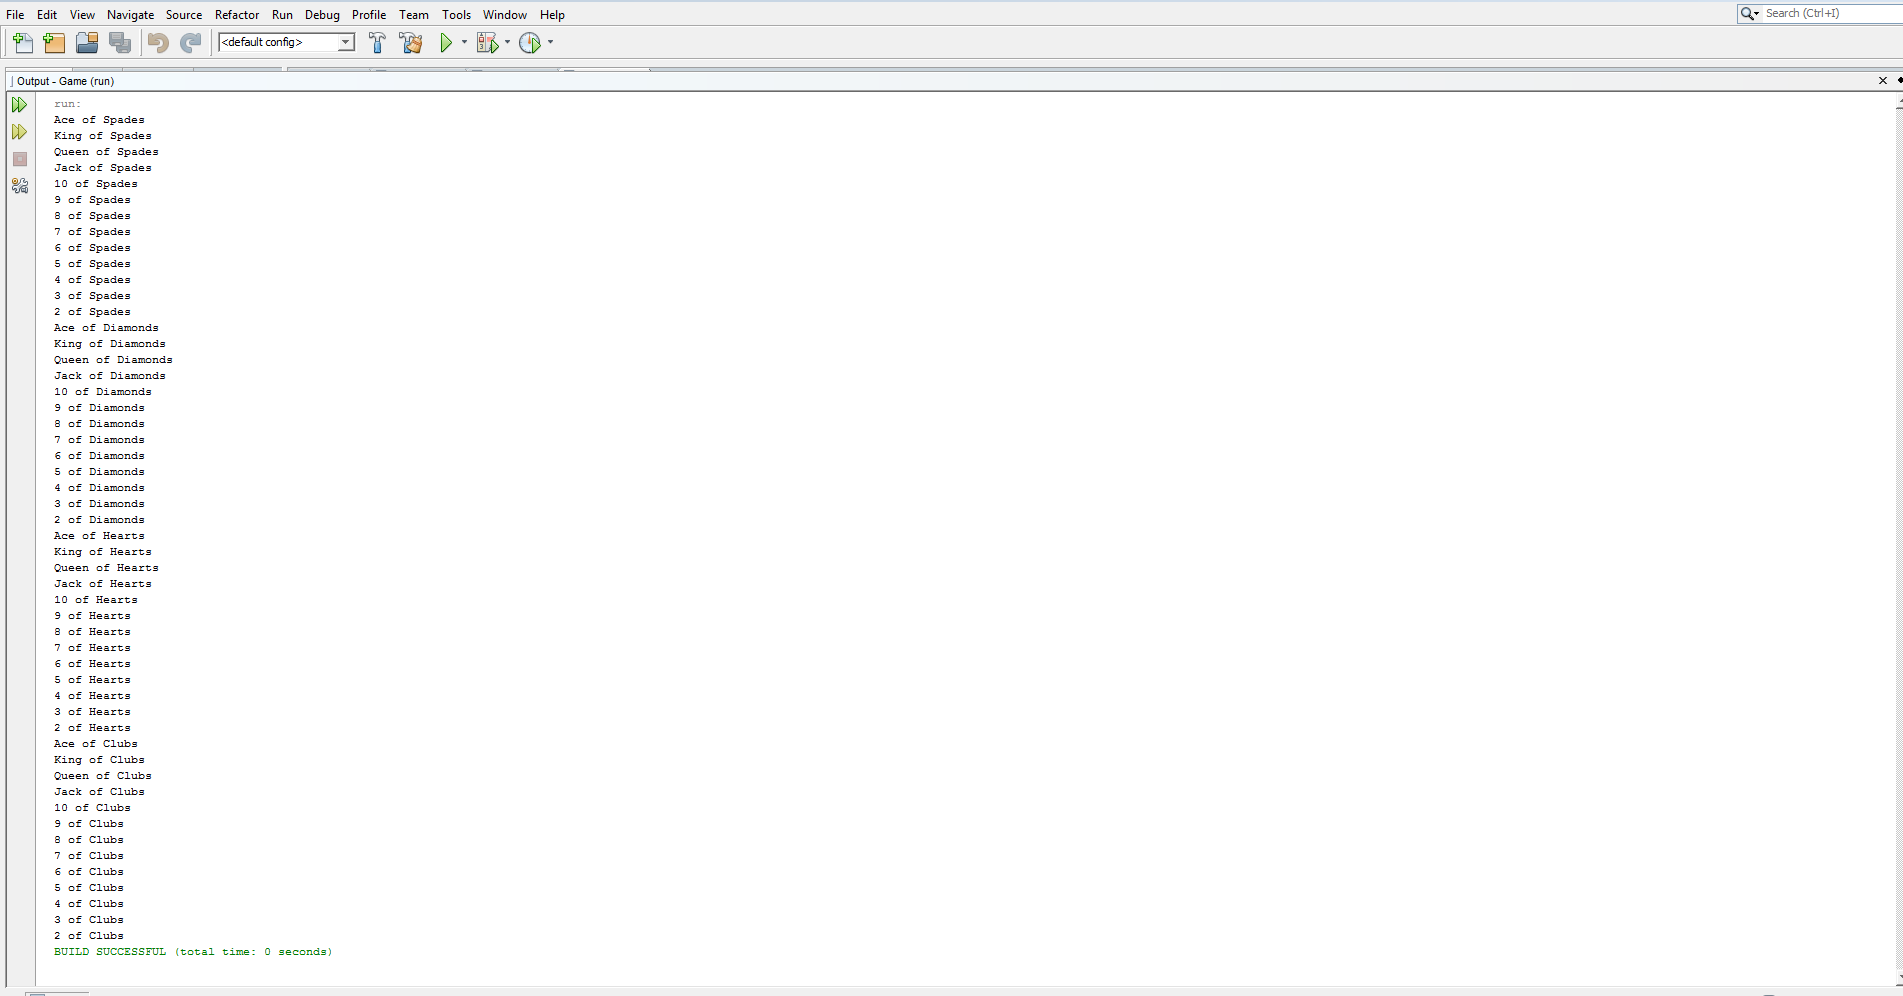 File Edit View Navigate Source Refactor Run Debug Profile Team Tools Window Help
Search (Ctrl+I)
<default config>
Output - Game (run)
run:
Ace of Spades
King of Spades
Queen of Spades
Jack of Spades
10 of Spades
9 of Spades
8 of Spades
7 of Spades
6 of Spades
5 of Spades
4 of Spades
3 of Spades
2 of Spades
Ace of Diamonds
King of Diamonds
Queen of Diamonds
Jack of Diamonds
10 of Diamonds
9 of Diamonds
8 of Diamonds
7 of Diamonds
6 of Diamonds
5 of Diamonds
4 of Diamonds
3 of Diamonds
2 of Diamonds
Ace of Hearts
King of Hearts
Queen of Hearts
Jack of Hearts
10 of Hearts
9 of Hearts
8 of Hearts
7 of Hearts
6 of Hearts
5 of Hearts
4 of Hearts
3 of Hearts
2 of Hearts
Ace of Clubs
King of Clubs
Queen of Clubs
Jack of Clubs
10 of Clubs
9 of Clubs
8 of Clubs
7 of Clubs
6 of Clubs
5 of Clubs
4 of Clubs
3 of Clubs
2 of Clubs
BUILD SUCCESSFUL (total time: 0 seconds)